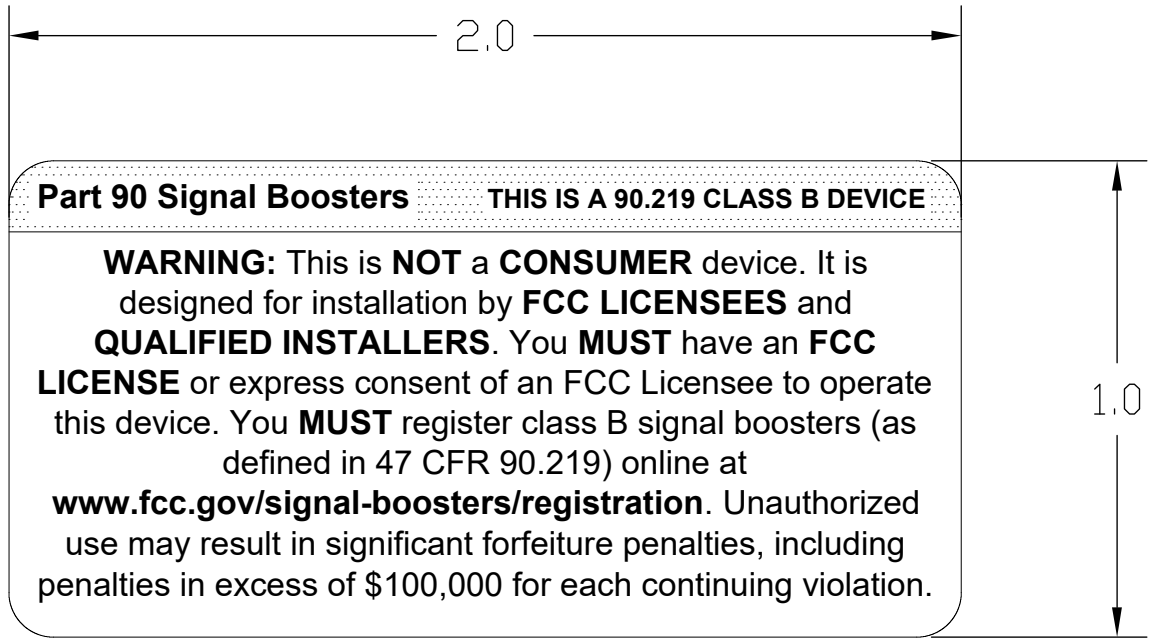 2.0
Part 90 Signal Boosters THIS IS A 90.219 CLASS B DEVICE
WARNING: This is NOT a CONSUMER device. It is
designed for installation by FCC LICENSEES and
QUALIFIED INSTALLERS. You MUST have an FCC
LICENSE or express consent of an FCC Licensee to operate
this device. You MUST register class B signal boosters (as
defined in 47 CFR 90.219) online at
www.fcc.gov/signal-boosters/registration. Unauthorized
use may result in significant forfeiture penalties, including
penalties in excess of $100,000 for each continuing violation.
1.0